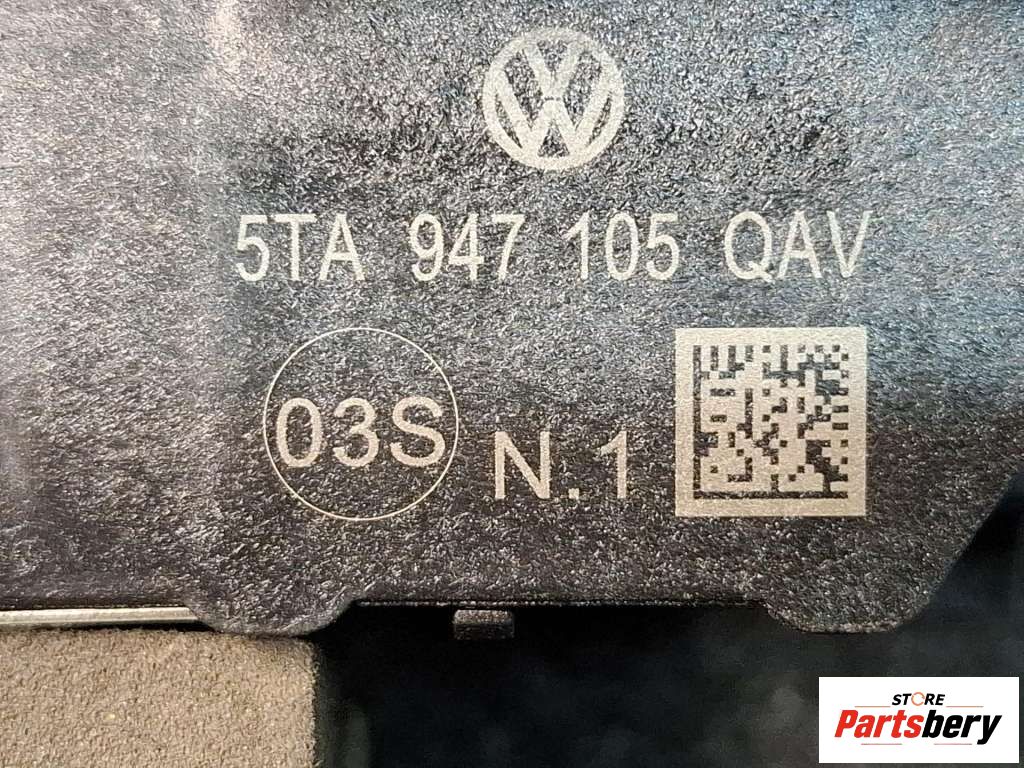 5TA 947 105 QAV
03S N.1
STORE
Partsbery